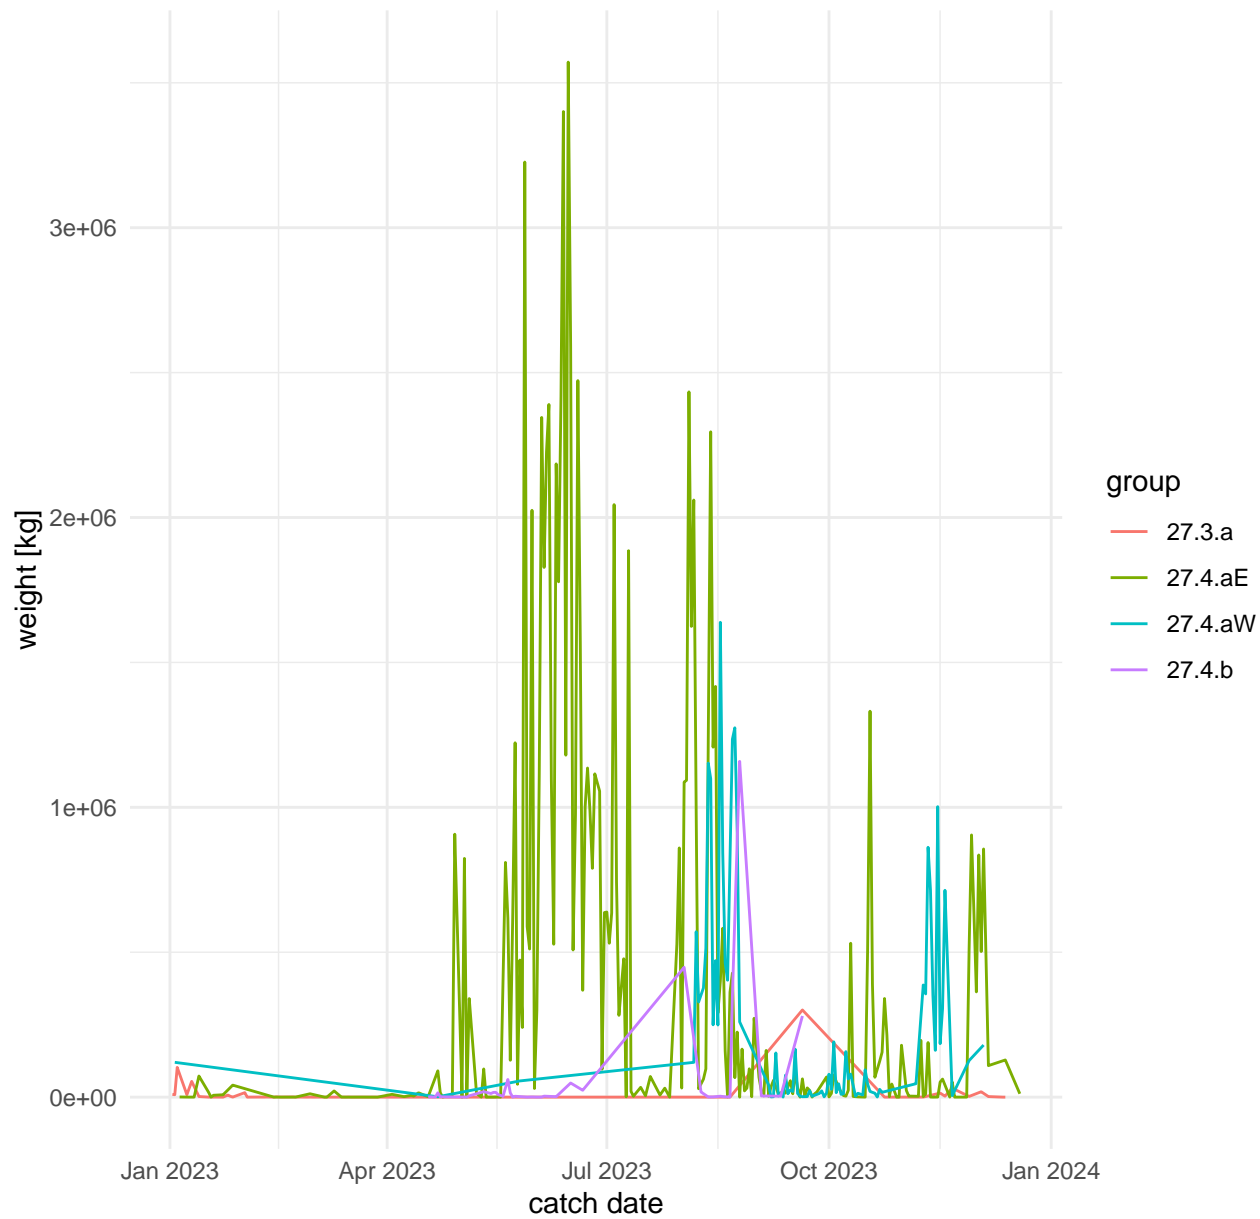 3e+06
2e+06
1e+06
0e+00
weight [kg]
Jan 2023
Apr 2023
Jul 2023
Oct 2023
Jan 2024
catch date
group
27.3.a
27.4.aE
27.4.aW
27.4.b